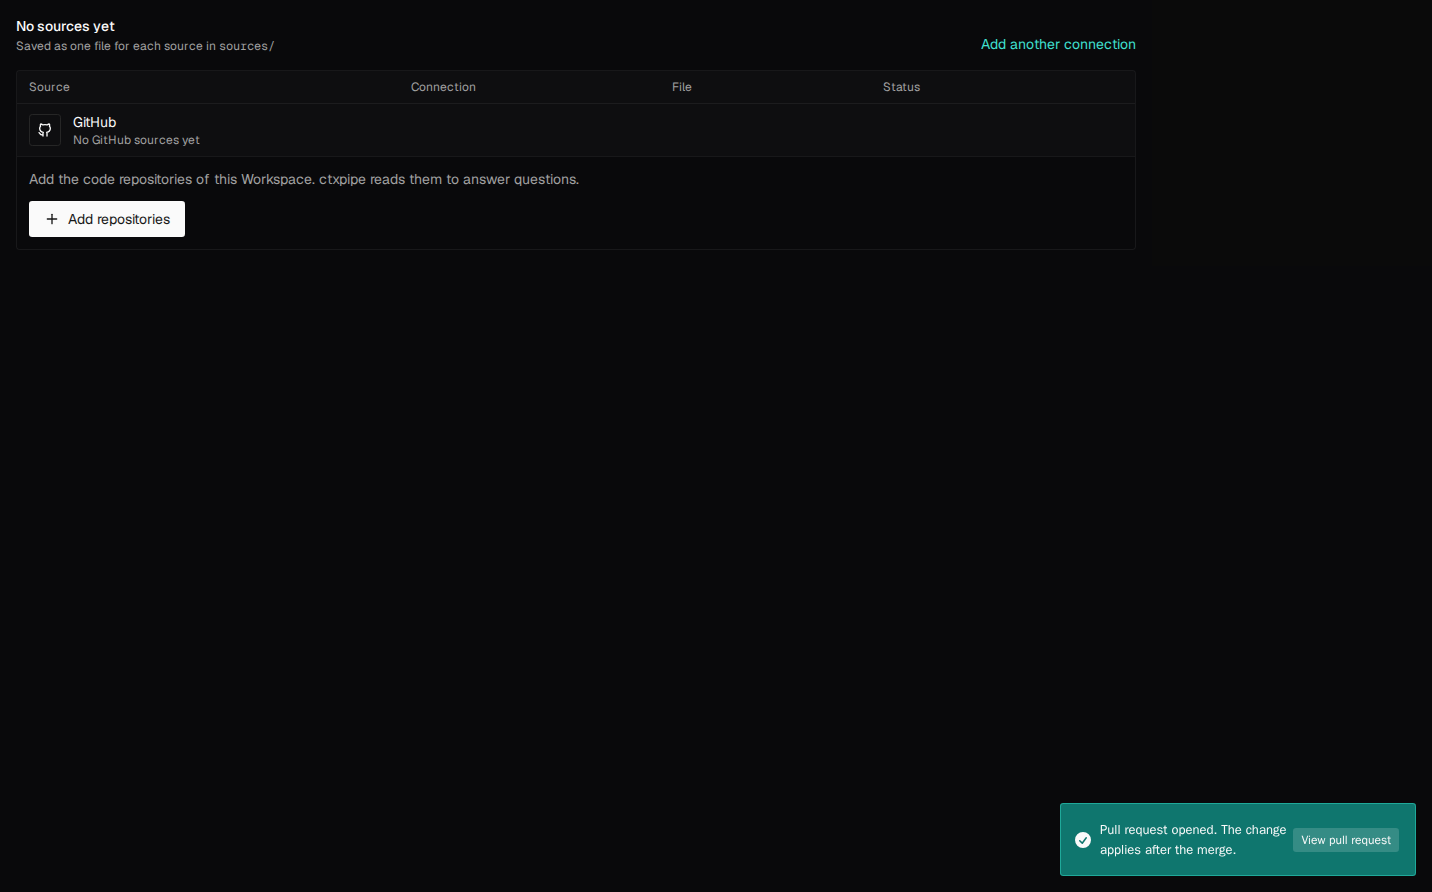 No sources yet
Saved as one file for each source in sources/
Add another connection
Source Connection File Status
GitHub
No GitHub sources yet
Add the code repositories of this Workspace. ctxpipe reads them to answer questions.
Add repositories
Pull request opened. The change
applies after the merge.
View pull request